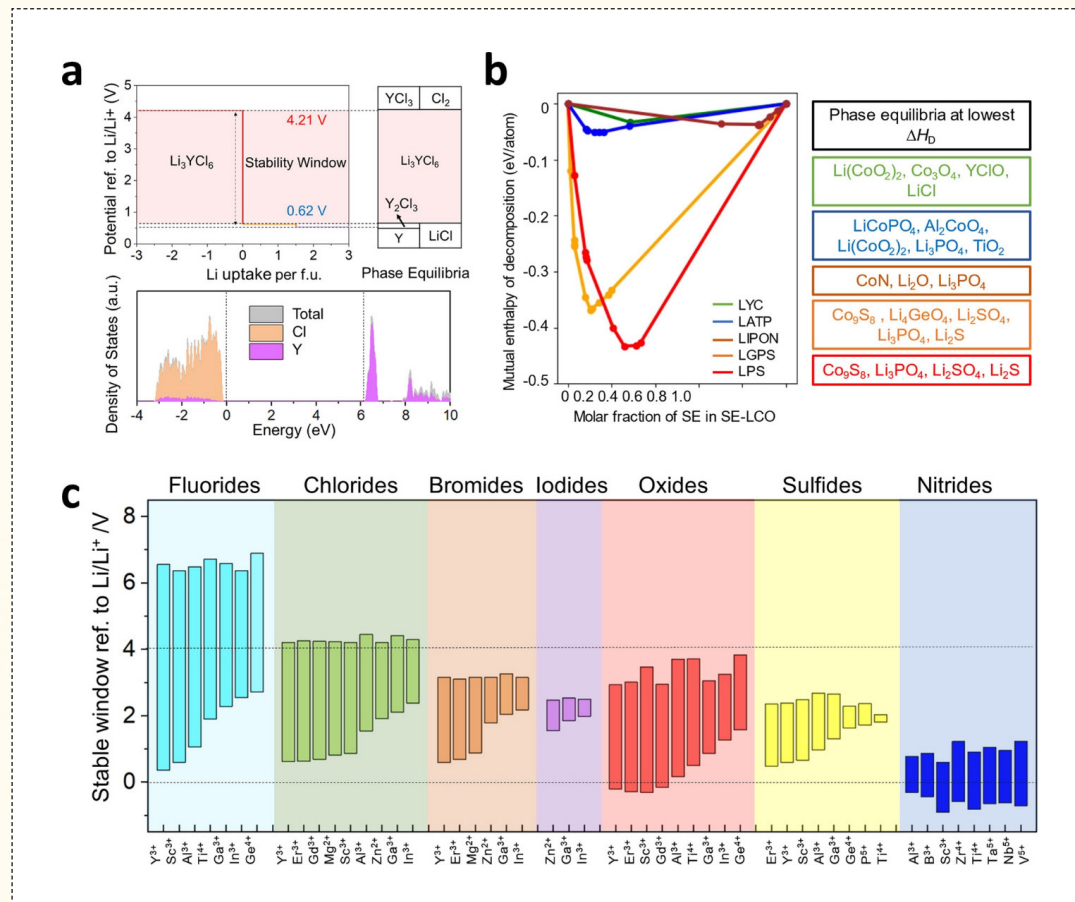 a
Potential ref. to Li/Li+ (V)
5
4
3
2
1
0
4.21 V
Li₃YCl₆
Stability Window
0.62 V
-3
-2
-1
0
1
2
3
Li uptake per f.u.
YCl₃
Cl₂
Li₃YCl₆
Y₂Cl₃
Y
LiCl
Phase Equilibria
Density of States (a.u.)
Total
Cl
Y
-4
-2
0
2
4
6
8
10
Energy (eV)
b
Mutual enthalpy of decomposition (eV/atom)
0
-0.1
-0.2
-0.3
-0.4
-0.5
LYC
LATP
LIPON
LGPS
LPS
0 0.2 0.4 0.6 0.8 1.0
Molar fraction of SE in SE-LCO
Phase equilibria at lowest
ΔH_D
Li(CoO₂)₂, Co₃O₄, YClO,
LiCl
LiCoPO₄, Al₂CoO₄,
Li(CoO₂)₂, Li₃PO₄, TiO₂
CoN, Li₂O, Li₃PO₄
Co₉S₈ , Li₄GeO₄, Li₂SO₄,
Li₃PO₄, Li₂S
Co₉S₈, Li₃PO₄, Li₂SO₄, Li₂S
c
Fluorides
Chlorides
Bromides
Iodides
Oxides
Sulfides
Nitrides
Stable window ref. to Li/Li⁺ /V
8
6
4
2
0
Y³⁺
Sc³⁺
Al³⁺
Ti⁴⁺
Ga³⁺
In³⁺
Ge⁴⁺
Y³⁺
Er³⁺
Gd³⁺
Mg²⁺
Sc³⁺
Al³⁺
Zn²⁺
Ga³⁺
In³⁺
Y³⁺
Er³⁺
Mg²⁺
Zn²⁺
Ga³⁺
In³⁺
Zn²⁺
Ga³⁺
In³⁺
Y³⁺
Er³⁺
Sc³⁺
Gd³⁺
Al³⁺
Ti⁴⁺
Ga³⁺
In³⁺
Ge⁴⁺
Er³⁺
Y³⁺
Sc³⁺
Al³⁺
Ga³⁺
Ge⁴⁺
P⁵⁺
Ti⁴⁺
Al³⁺
B³⁺
Sc³⁺
Zr⁴⁺
Ti⁴⁺
Ta⁵⁺
Nb⁵⁺
V⁵⁺